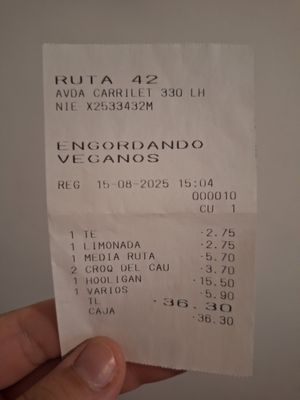 RUTA 42
AVDA CARRILET 330 LH
NIE X2533432M
ENGORDANDO
VEGANOS
REG 15-08-2025 15:04
000010
CU 1
1 TE ·2.75
1 LIMONADA ·2.75
1 MEDIA RUTA ·5.70
2 CROQ DEL CAU ·3.70
1 HOOLIGAN ·15.50
1 VARIOS ·5.90
TL ·36.30
CAJA ·36.30